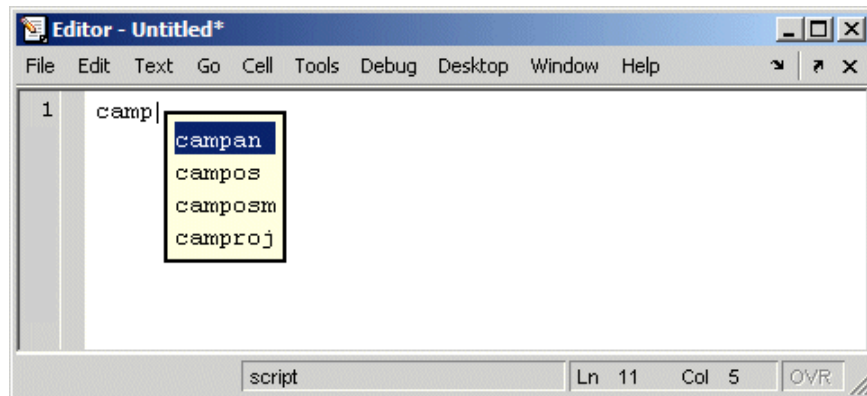 Editor - Untitled*
File Edit Text Go Cell Tools Debug Desktop Window Help
1 camp
campan
campos
camposm
camproj
script Ln 11 Col 5 OVR